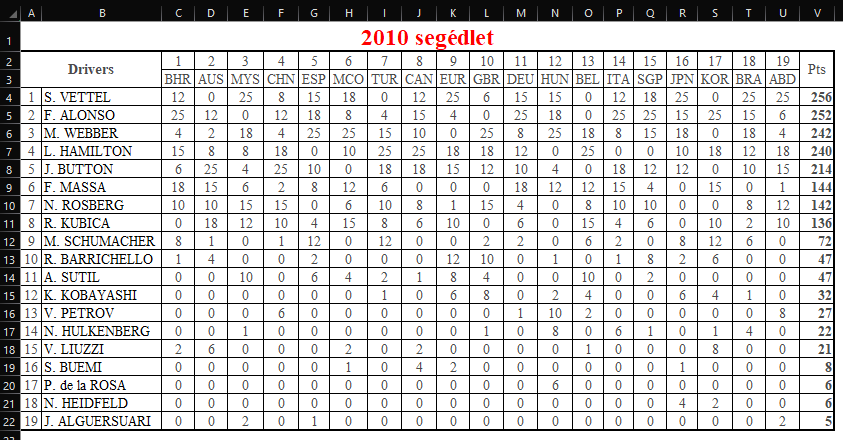 A B C D E F G H I J K L M N O P Q R S T U V
1 2010 segédlet
2 Drivers 1 2 3 4 5 6 7 8 9 10 11 12 13 14 15 16 17 18 19 Pts
3 BHR AUS MYS CHN ESP MCO TUR CAN EUR GBR DEU HUN BEL ITA SGP JPN KOR BRA ABD
4 1 S. VETTEL 12 0 25 8 15 18 0 12 25 6 15 15 0 12 18 25 0 25 25 256
5 2 F. ALONSO 25 12 0 12 18 8 4 15 4 0 25 18 0 25 25 15 25 15 6 252
6 3 M. WEBBER 4 2 18 4 25 25 15 10 0 25 8 25 18 8 15 18 0 18 4 242
7 4 L. HAMILTON 15 8 8 18 0 10 25 25 18 18 12 0 25 0 0 10 18 12 18 240
8 5 J. BUTTON 6 25 4 25 10 0 18 18 15 12 10 4 0 18 12 12 0 10 15 214
9 6 F. MASSA 18 15 6 2 8 12 6 0 0 0 18 12 12 15 4 0 15 0 1 144
10 7 N. ROSBERG 10 10 15 15 0 6 10 8 1 15 4 0 8 10 10 0 0 8 12 142
11 8 R. KUBICA 0 18 12 10 4 15 8 6 10 0 6 0 15 4 6 0 10 2 10 136
12 9 M. SCHUMACHER 8 1 0 1 12 0 12 0 0 2 2 0 6 2 0 8 12 6 0 72
13 10 R. BARRICHELLO 1 4 0 0 2 0 0 0 12 10 0 1 0 1 8 2 6 0 0 47
14 11 A. SUTIL 0 0 10 0 6 4 2 1 8 4 0 0 10 0 2 0 0 0 0 47
15 12 K. KOBAYASHI 0 0 0 0 0 0 1 0 6 8 0 2 4 0 0 6 4 1 0 32
16 13 V. PETROV 0 0 0 6 0 0 0 0 0 0 1 10 2 0 0 0 0 0 8 27
17 14 N. HULKENBERG 0 0 1 0 0 0 0 0 0 1 0 8 0 6 1 0 1 4 0 22
18 15 V. LIUZZI 2 6 0 0 0 2 0 2 0 0 0 0 1 0 0 0 8 0 0 21
19 16 S. BUEMI 0 0 0 0 0 1 0 4 2 0 0 0 0 0 0 1 0 0 0 8
20 17 P. de la ROSA 0 0 0 0 0 0 0 0 0 0 0 6 0 0 0 0 0 0 0 6
21 18 N. HEIDFELD 0 0 0 0 0 0 0 0 0 0 0 0 0 0 0 4 2 0 0 6
22 19 J. ALGUERSUARI 0 0 2 0 1 0 0 0 0 0 0 0 0 0 0 0 0 0 2 5